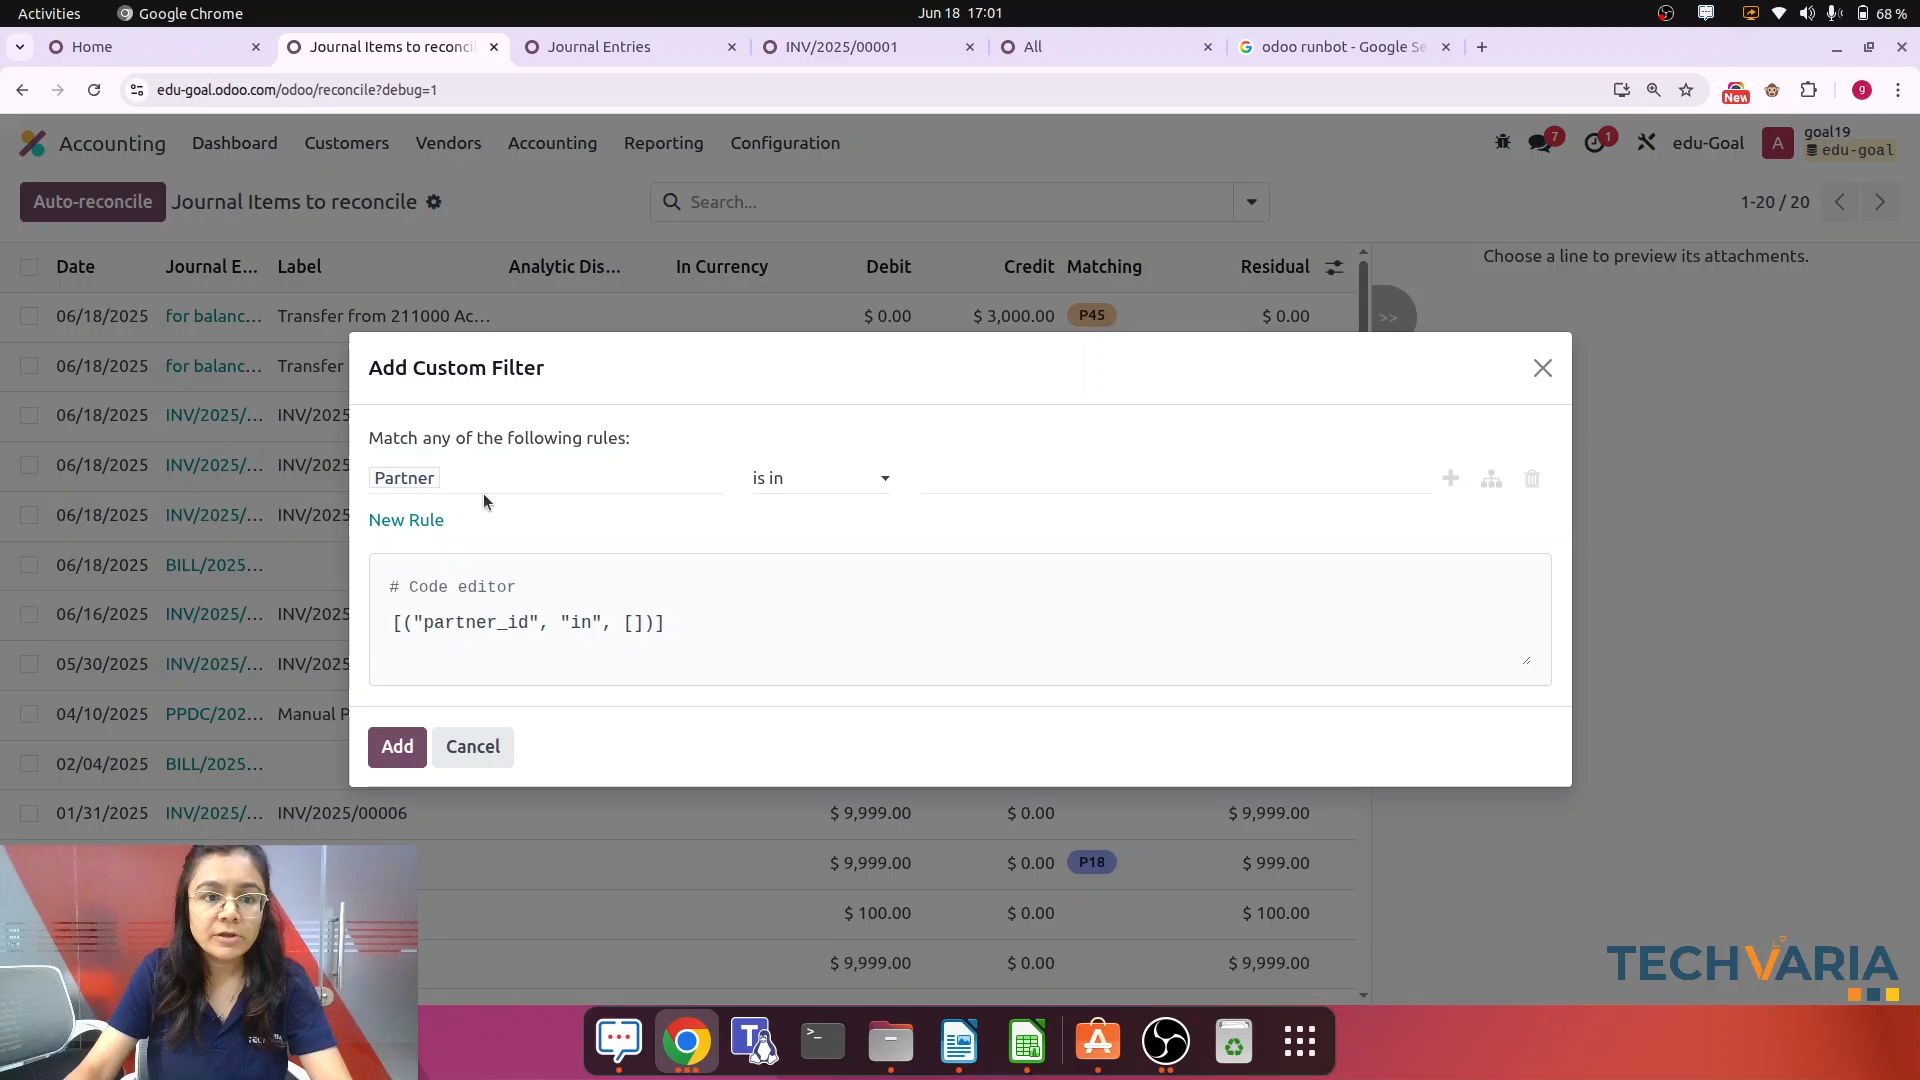 Activities
Google Chrome
Jun 18 17:01
68 %
Home
Journal Items to reconcil
Journal Entries
INV/2025/00001
All
odoo runbot - Google Se
edu-goal.odoo.com/odoo/reconcile?debug=1
New
g
Accounting
Dashboard
Customers
Vendors
Accounting
Reporting
Configuration
7
1
edu-Goal
A
goal19
edu-goal
Auto-reconcile
Journal Items to reconcile
Search...
1-20 / 20
Date
Journal E...
Label
Analytic Dis...
In Currency
Debit
Credit
Matching
Residual
Choose a line to preview its attachments.
06/18/2025 for balanc... Transfer from 211000 Ac... $ 0.00 $ 3,000.00 P45 $ 0.00
>>
06/18/2025 for balanc... Transfer
06/18/2025 INV/2025/... INV/2025
06/18/2025 INV/2025/... INV/2025
06/18/2025 INV/2025/... INV/2025
06/18/2025 BILL/2025...
06/16/2025 INV/2025/... INV/2025
05/30/2025 INV/2025/... INV/2025
04/10/2025 PPDC/202... Manual P
02/04/2025 BILL/2025...
01/31/2025 INV/2025/... INV/2025/00006 $ 9,999.00 $ 0.00 $ 9,999.00
$ 9,999.00 $ 0.00 P18 $ 999.00
$ 100.00 $ 0.00 $ 100.00
$ 9,999.00 $ 0.00 $ 9,999.00
Add Custom Filter
Match any of the following rules:
Partner
is in
New Rule
# Code editor
[("partner_id", "in", [])]
Add
Cancel
TECHVARIA
T
>_